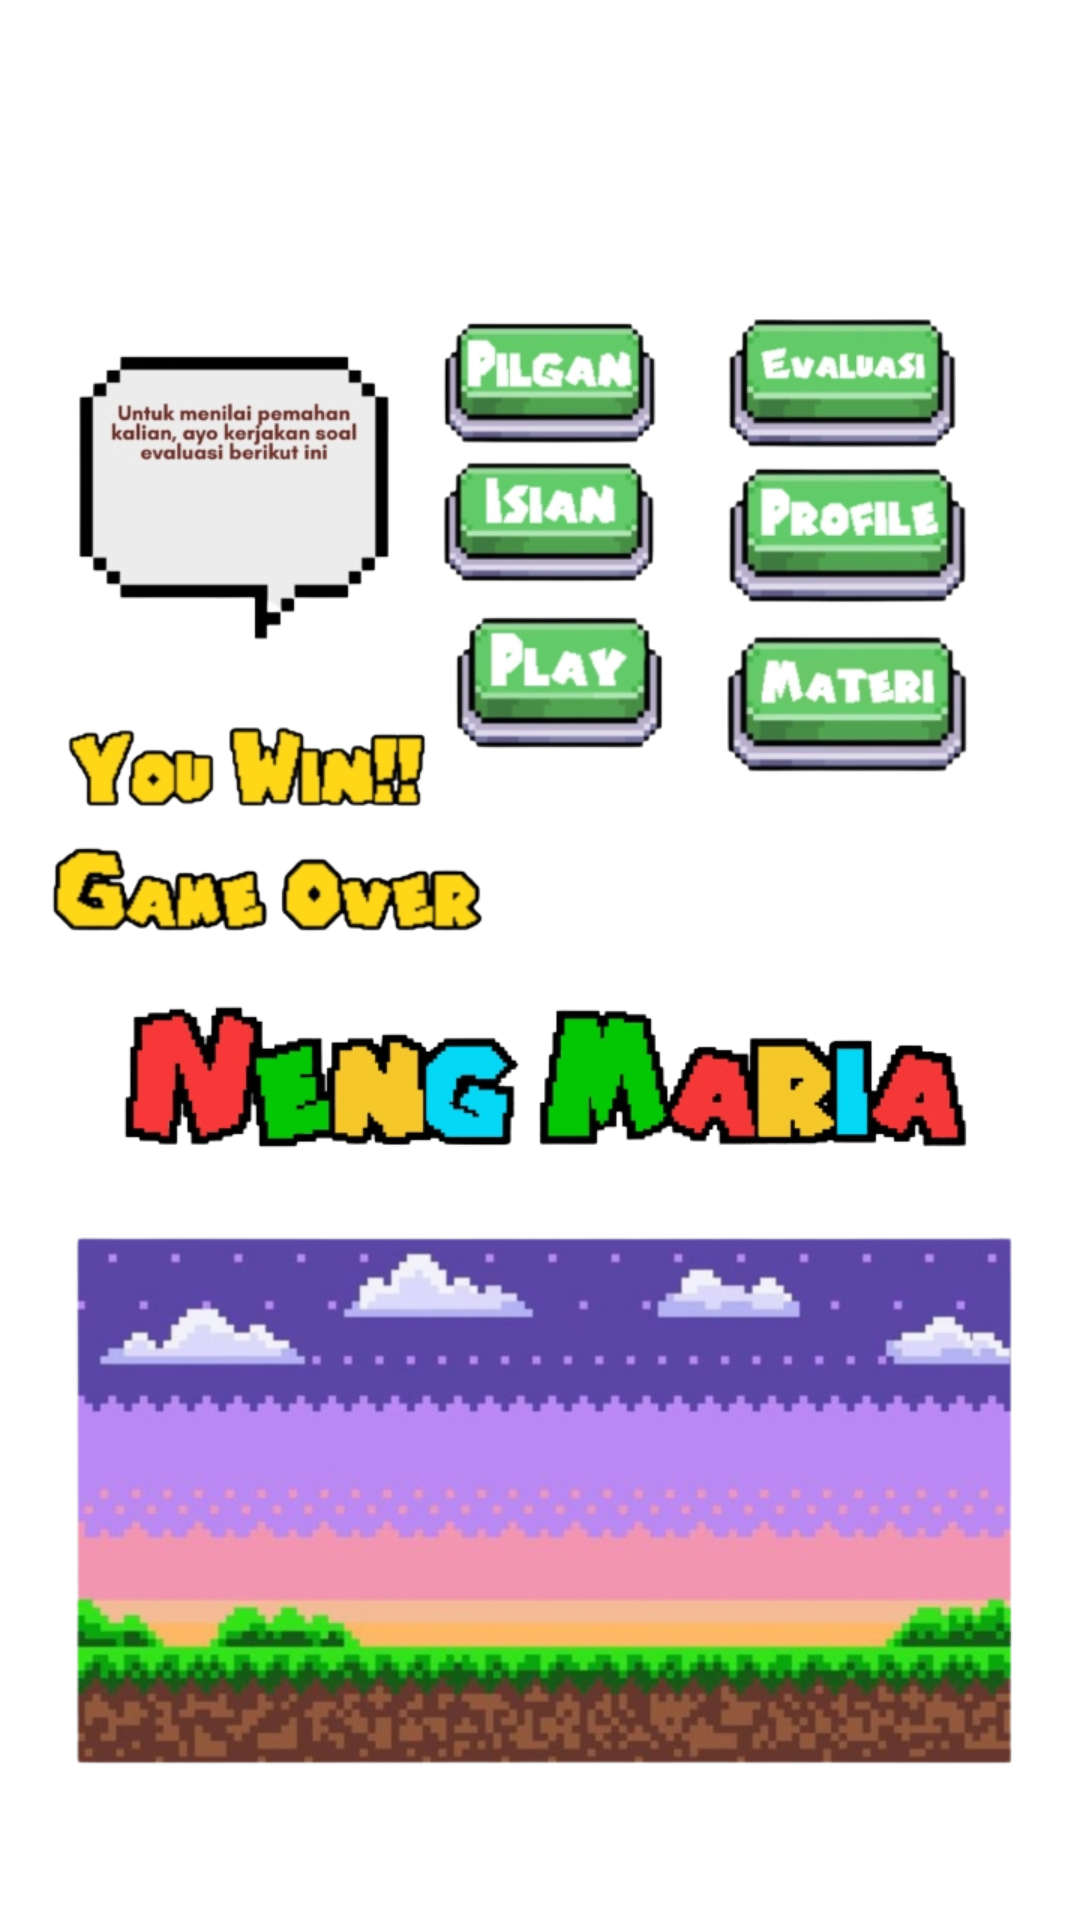 Untuk menilai pemahan
kalian, ayo kerjakan soal
evaluasi berikut ini
PILGAN
EVALUASI
ISIAN
PROFILE
PLAY
MATERI
YOU WIN!!
GAME OVER
NENG MARIA